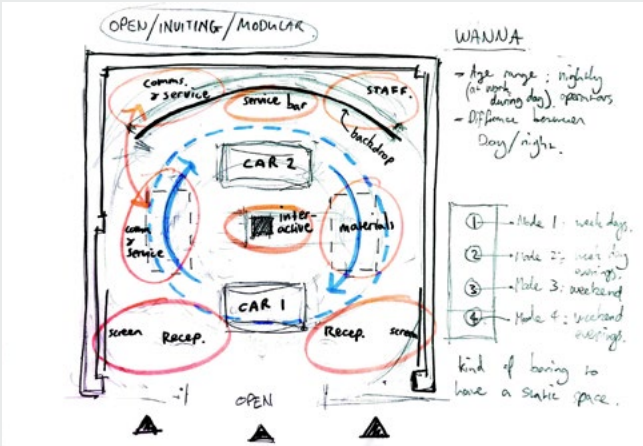 OPEN/INVITING/MODULAR
comms.
& service
service bar
STAFF.
backdrop
CAR 2
inter-
active
materials
comms
& service
CAR 1
screen
Recep.
Recep.
screen
OPEN
WANNA
→ Age range : nightly
(at work
during day)
operators
- Difference between
Day/night.
1 - Mode 1 : week days.
2 - Mode 2 : week day
evenings.
3 - Mode 3 : weekend
4 - Mode 4 : weekend
evenings.
kind of boring to
have a static space.